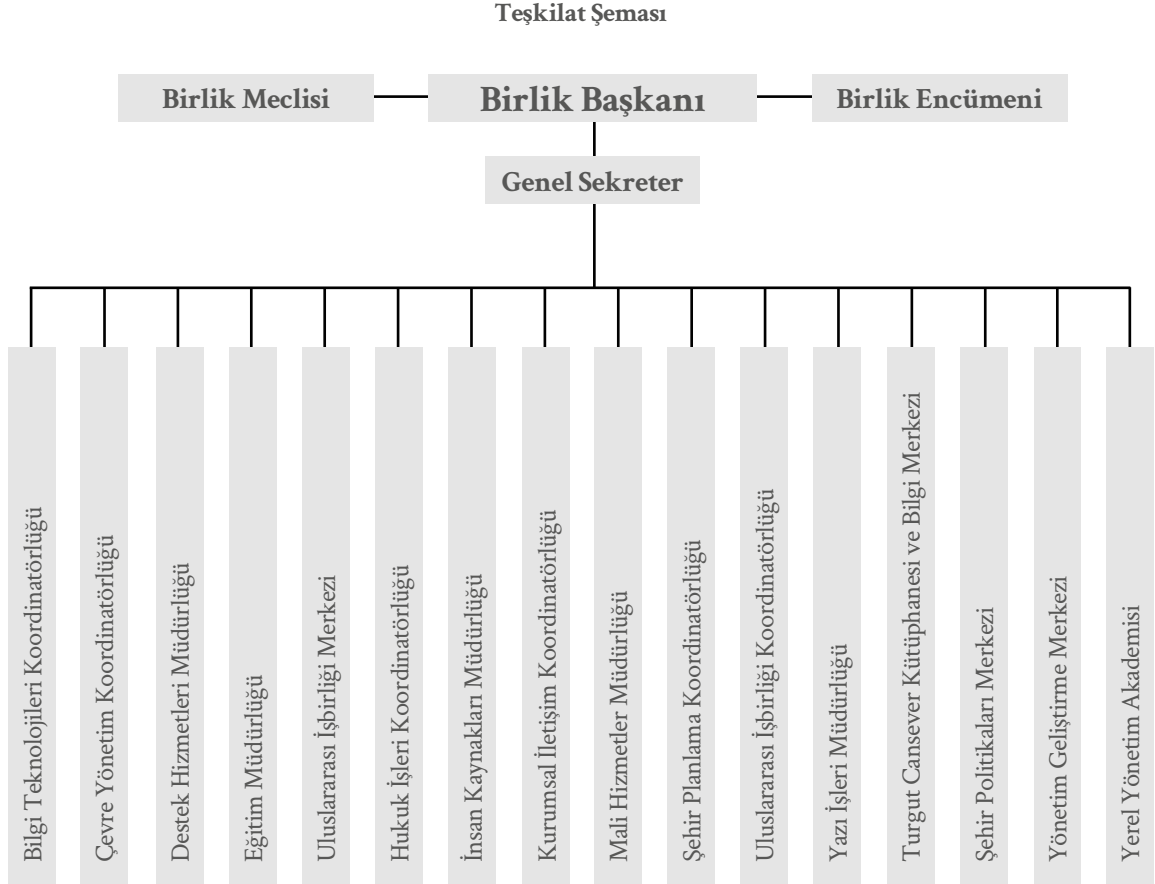 Teşkilat Şeması
Birlik Meclisi
Birlik Başkanı
Birlik Encümeni
Genel Sekreter
Bilgi Teknolojileri Koordinatörlüğü
Çevre Yönetim Koordinatörlüğü
Destek Hizmetleri Müdürlüğü
Eğitim Müdürlüğü
Uluslararası İşbirliği Merkezi
Hukuk İşleri Koordinatörlüğü
İnsan Kaynakları Müdürlüğü
Kurumsal İletişim Koordinatörlüğü
Mali Hizmetler Müdürlüğü
Şehir Planlama Koordinatörlüğü
Uluslararası İşbirliği Koordinatörlüğü
Yazı İşleri Müdürlüğü
Turgut Cansever Kütüphanesi ve Bilgi Merkezi
Şehir Politikaları Merkezi
Yönetim Geliştirme Merkezi
Yerel Yönetim Akademisi